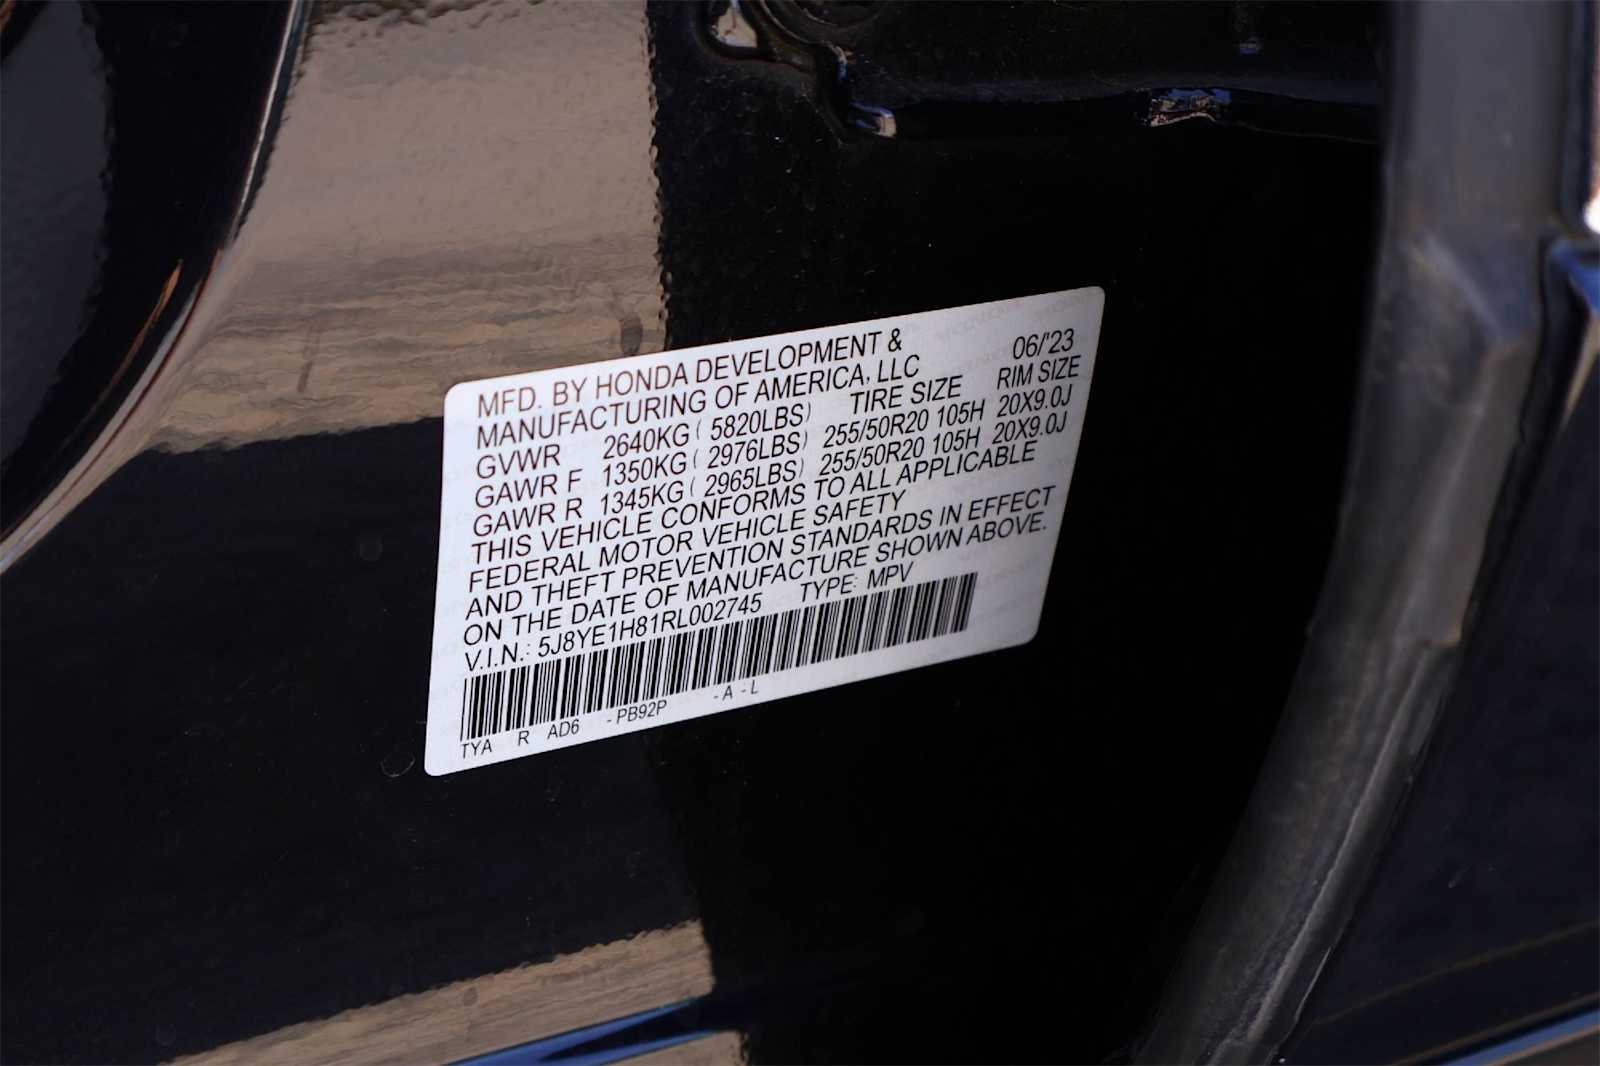 MFD. BY HONDA DEVELOPMENT & 06/'23
MANUFACTURING OF AMERICA, LLC RIM SIZE
GVWR 2640KG ( 5820LBS) TIRE SIZE
GAWR F 1350KG ( 2976LBS) 255/50R20 105H 20X9.0J
GAWR R 1345KG ( 2965LBS) 255/50R20 105H 20X9.0J
THIS VEHICLE CONFORMS TO ALL APPLICABLE
FEDERAL MOTOR VEHICLE SAFETY
AND THEFT PREVENTION STANDARDS IN EFFECT
ON THE DATE OF MANUFACTURE SHOWN ABOVE.
V.I.N.: 5J8YE1H81RL002745 TYPE: MPV
TYA R AD6 -PB92P -A -L